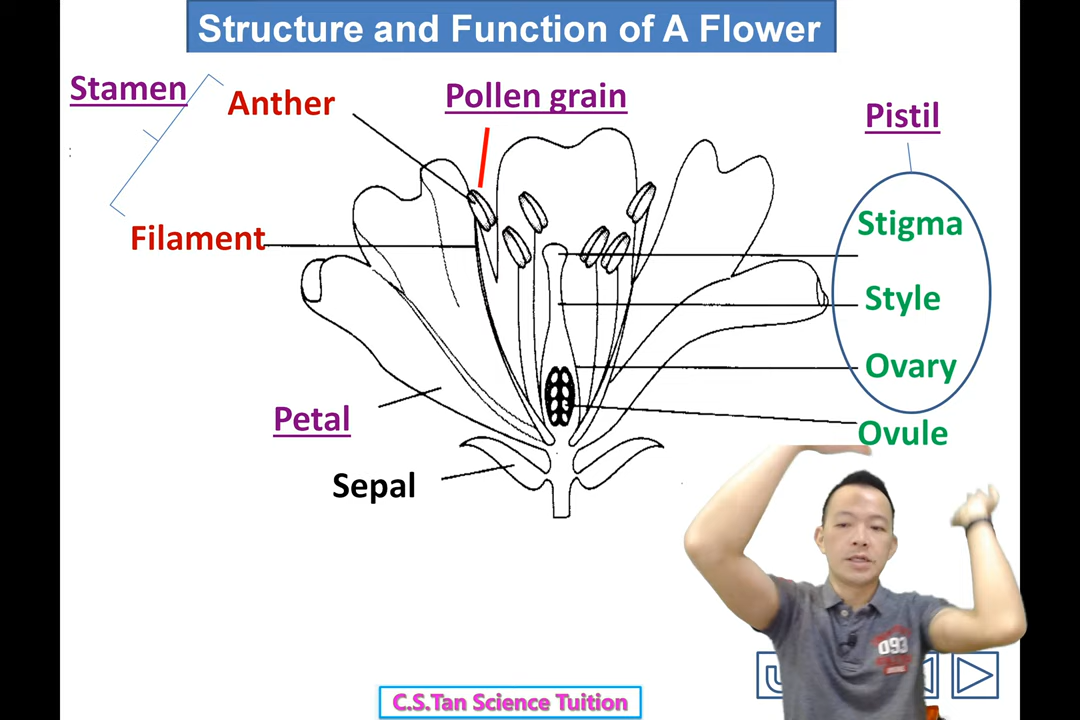 Structure and Function of A Flower
Stamen
Anther
Pollen grain
Pistil
Filament
Stigma
Style
Ovary
Petal
Ovule
Sepal
093
C.S.Tan Science Tuition